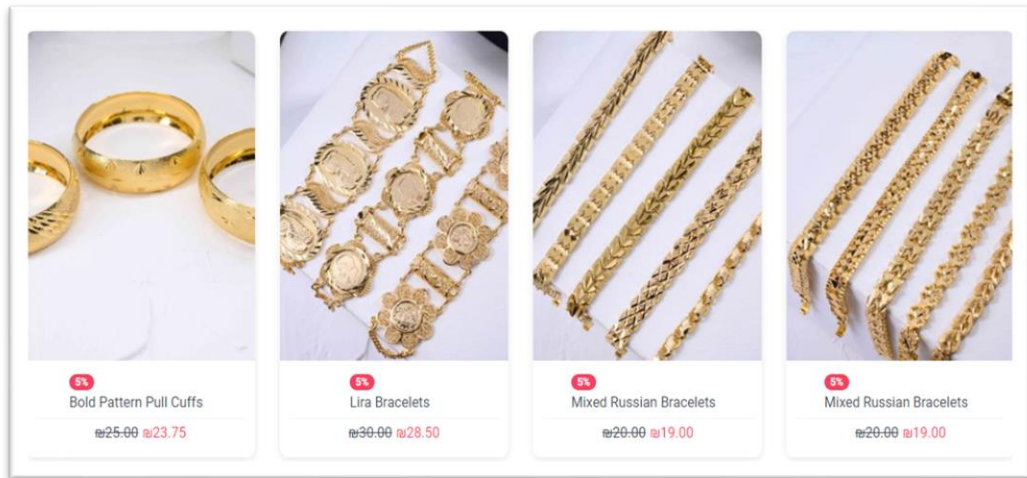 5%
Bold Pattern Pull Cuffs
₪25.00 ₪23.75
5%
Lira Bracelets
₪30.00 ₪28.50
5%
Mixed Russian Bracelets
₪20.00 ₪19.00
5%
Mixed Russian Bracelets
₪20.00 ₪19.00